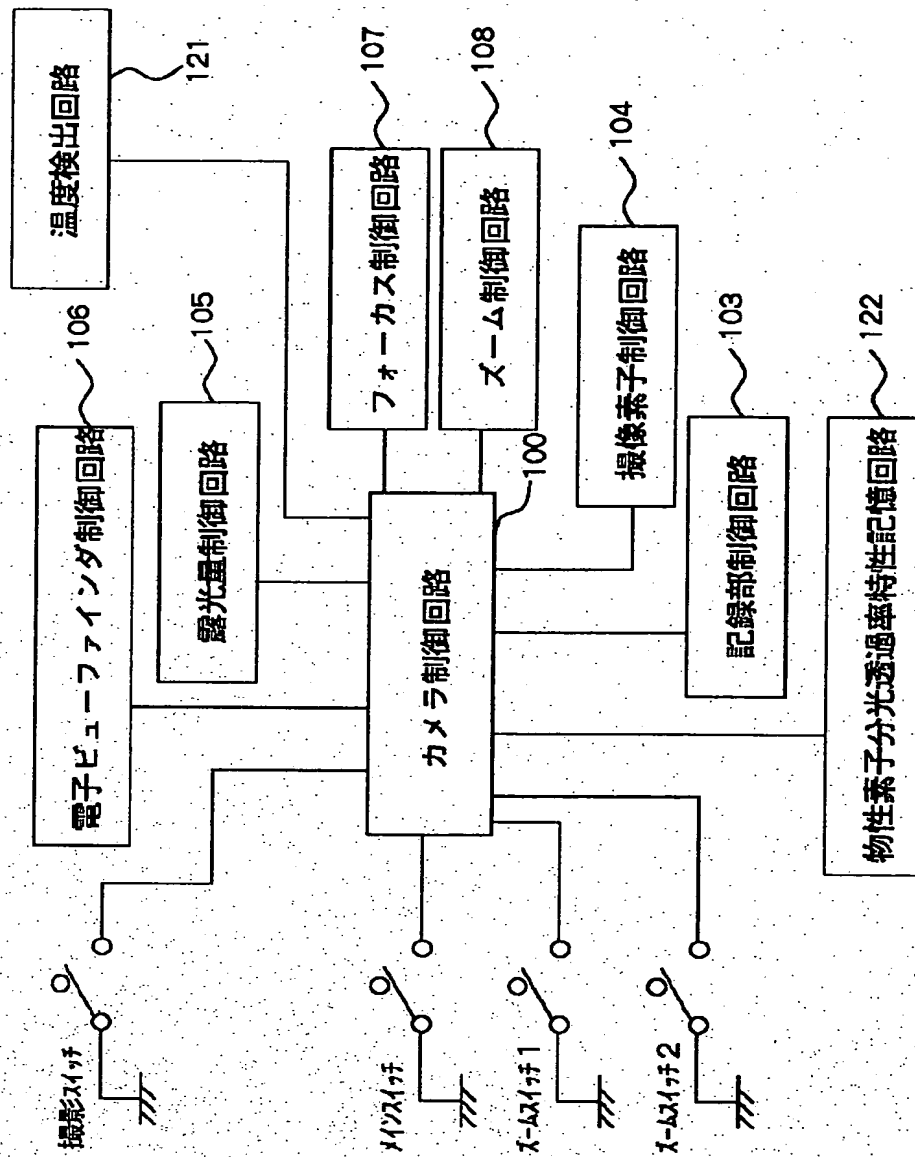 温度検出回路
121
電子ビューファインダ制御回路
106
露光量制御回路
105
フォーカス制御回路
107
ズーム制御回路
108
カメラ制御回路
100
撮像素子制御回路
104
記録部制御回路
103
物性素子分光透過率特性記憶回路
122
撮影スイッチ
メインスイッチ
ズームスイッチ1
ズームスイッチ2